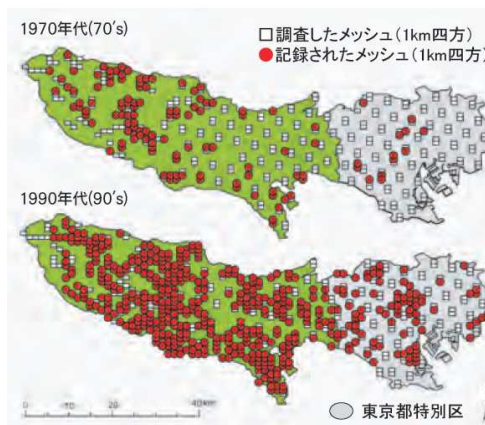 1970年代(70's)
□調査したメッシュ(1km四方)
●記録されたメッシュ(1km四方)
1990年代(90's)
0 10 20 40km
東京都特別区